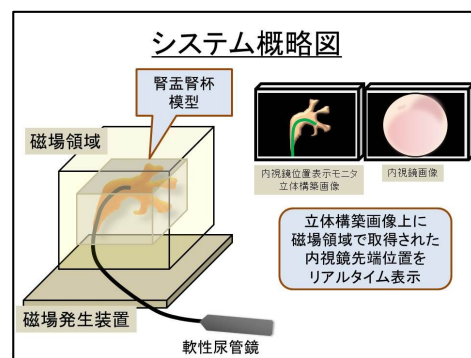 システム概略図
腎盂腎杯
模型
磁場領域
内視鏡位置表示モニタ
立体構築画像
内視鏡画像
立体構築画像上に
磁場領域で取得された
内視鏡先端位置を
リアルタイム表示
磁場発生装置
軟性尿管鏡